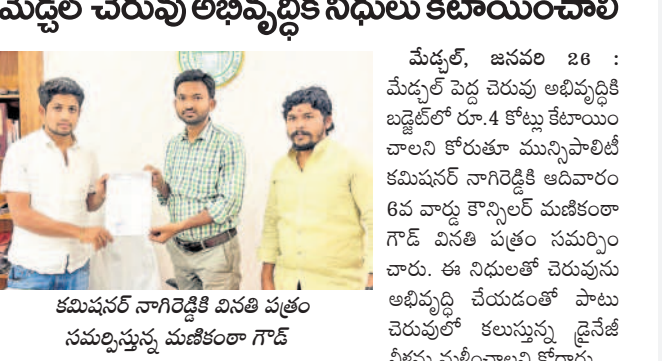 మేడ్చల్ చెరువు అభివృద్ధికి నిధులు కేటాయించాలి
మేడ్చల్, జనవరి 26 :
మేడ్చల్ పెద్ద చెరువు అభివృద్ధికి
బడ్జెట్‌లో రూ.4 కోట్లు కేటాయిం
చాలని కోరుతూ మున్సిపాలిటీ
కమిషనర్ నాగిరెడ్డికి ఆదివారం
6వ వార్డు కౌన్సిలర్ మణికంఠా
గౌడ్ వినతి పత్రం సమర్పిం
చారు. ఈ నిధులతో చెరువును
అభివృద్ధి చేయడంతో పాటు
చెరువులో కలుస్తున్న డ్రైనేజీ
కమిషనర్ నాగిరెడ్డికి వినతి పత్రం
సమర్పిస్తున్న మణికంఠా గౌడ్